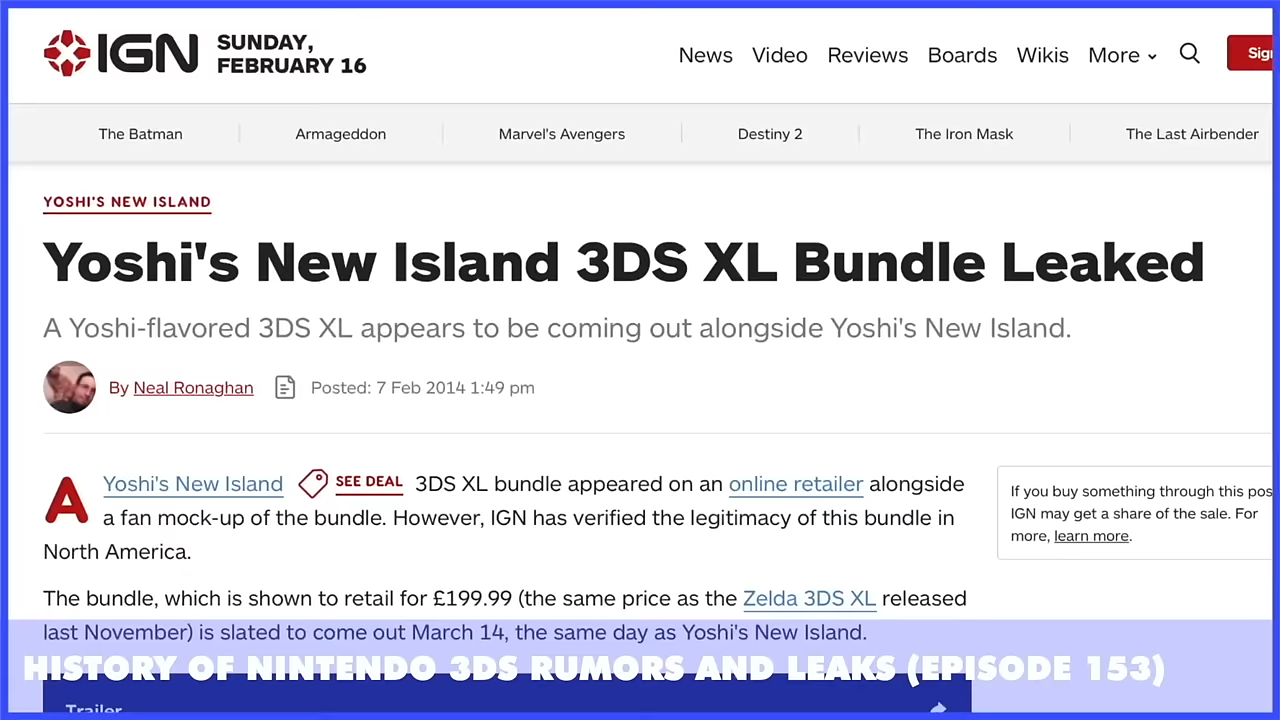 IGN
SUNDAY,
FEBRUARY 16
News Video Reviews Boards Wikis More
The Batman Armageddon Marvel's Avengers Destiny 2 The Iron Mask The Last Airbender
YOSHI'S NEW ISLAND
Yoshi's New Island 3DS XL Bundle Leaked
A Yoshi-flavored 3DS XL appears to be coming out alongside Yoshi's New Island.
By Neal Ronaghan Posted: 7 Feb 2014 1:49 pm
A Yoshi's New Island SEE DEAL 3DS XL bundle appeared on an online retailer alongside
a fan mock-up of the bundle. However, IGN has verified the legitimacy of this bundle in
North America.
If you buy something through this pos
IGN may get a share of the sale. For
more, learn more.
The bundle, which is shown to retail for £199.99 (the same price as the Zelda 3DS XL released
last November) is slated to come out March 14, the same day as Yoshi's New Island.
HISTORY OF NINTENDO 3DS RUMORS AND LEAKS (EPISODE 153)
Trailer